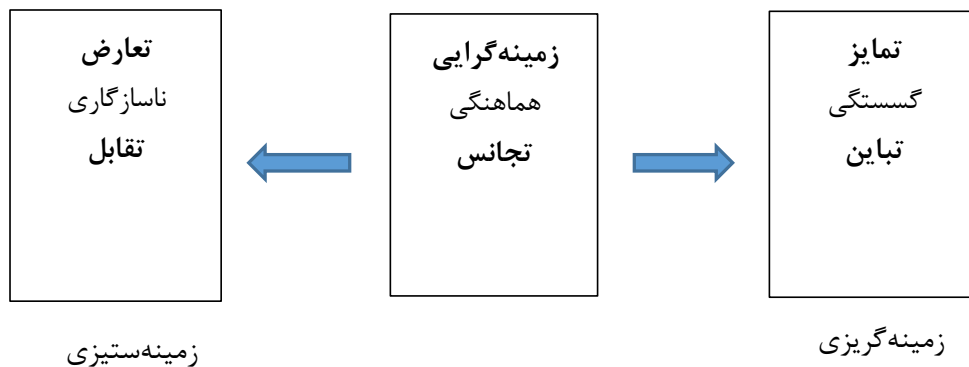 تمایز
گسستگی
تباین
زمینه‌گرایی
هماهنگی
تجانس
تعارض
ناسازگاری
تقابل
زمینه‌گریزی
زمینه‌ستیزی